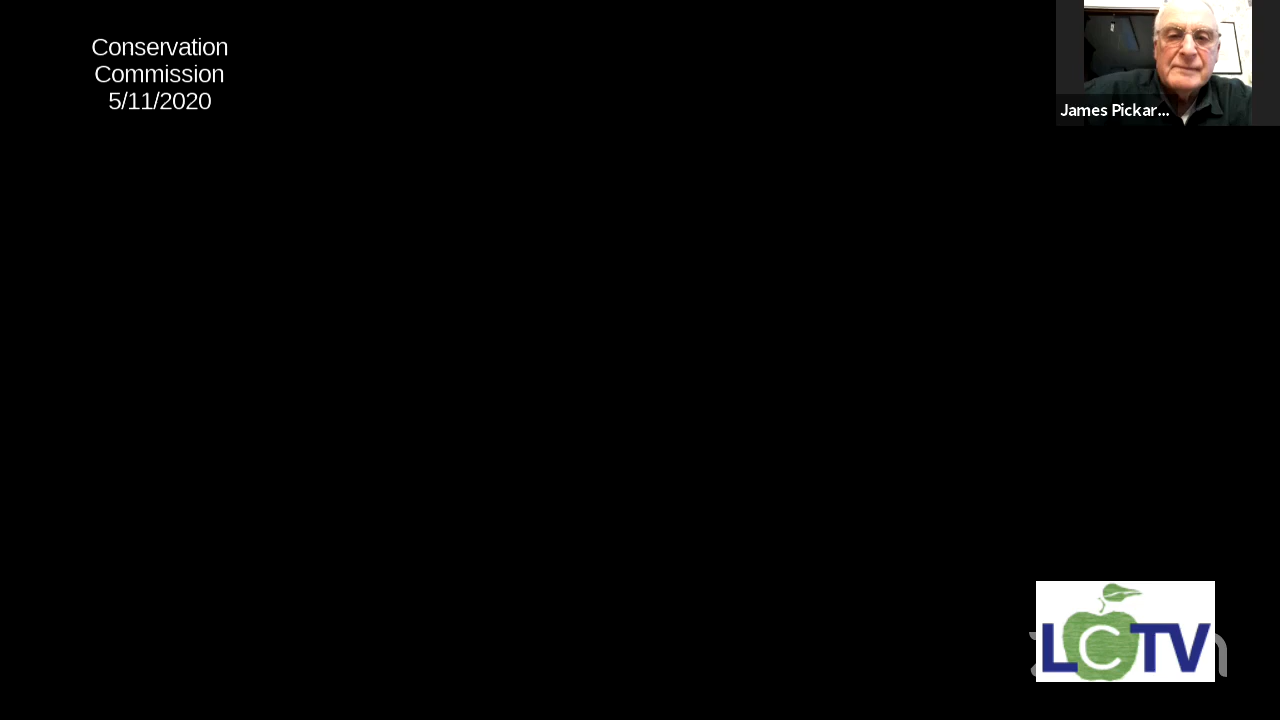 Conservation
Commission
5/11/2020
James Pickar...
LCTV